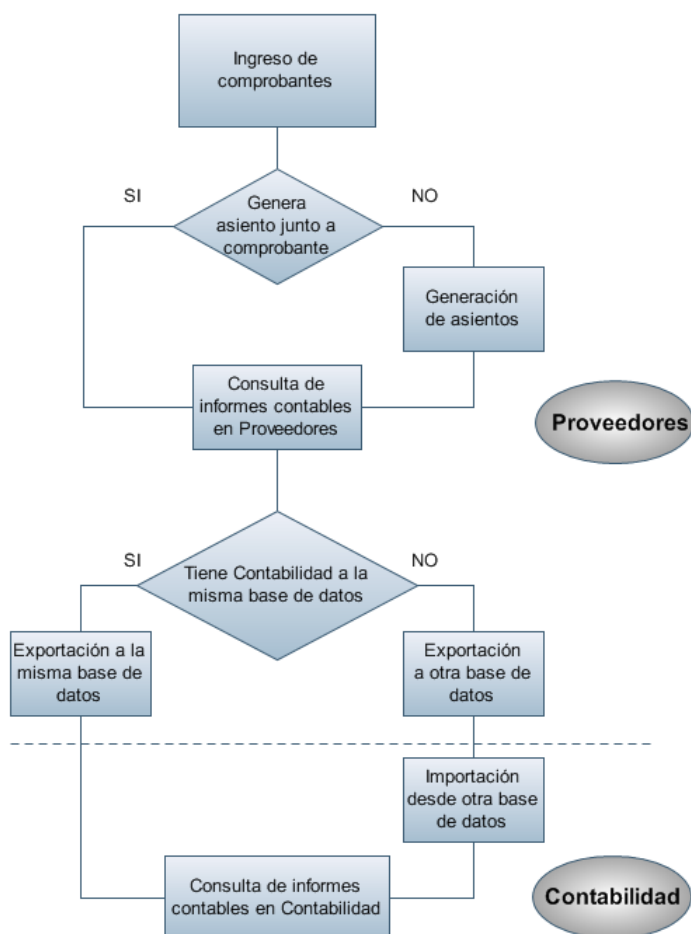 Ingreso de
comprobantes
SI
NO
Genera
asiento junto a
comprobante
Generación
de asientos
Consulta de
informes contables
en Proveedores
Proveedores
SI
NO
Tiene Contabilidad a la
misma base de datos
Exportación a la
misma base de
datos
Exportación
a otra base de
datos
Importación
desde otra base
de datos
Consulta de informes
contables en Contabilidad
Contabilidad